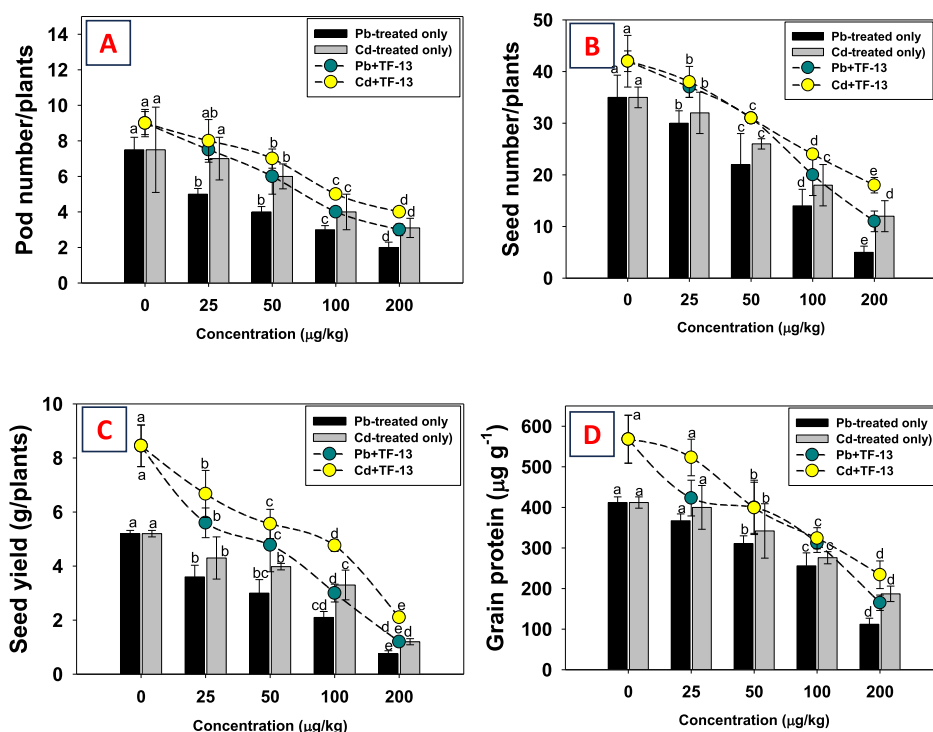 A
Pod number/plants
14
12
10
8
6
4
2
0
Pb-treated only
Cd-treated only)
Pb+TF-13
Cd+TF-13
a
a
a
a
ab
a
b
b
b
b
c
c
c
d
d
d
0
25
50
100
200
Concentration (µg/kg)
B
Seed number/plants
50
40
30
20
10
0
Pb-treated only
Cd-treated only)
Pb+TF-13
Cd+TF-13
a
a
a
b
b
b
c
c
c
d
d
c
e
d
e
0
25
50
100
200
Concentration (µg/kg)
C
Seed yield (g/plants)
10
8
6
4
2
0
Pb-treated only
Cd-treated only)
Pb+TF-13
Cd+TF-13
a
a
a
a
b
b
b
b
c
c
bc
b
d
d
cd
c
e
e
e
d
0
25
50
100
200
Concentration (µg/kg)
D
Grain protein (µg g⁻¹)
600
500
400
300
200
100
0
Pb-treated only
Cd-treated only)
Pb+TF-13
Cd+TF-13
a
a
a
a
a
a
b
b
b
c
c
c
d
d
d
0
25
50
100
200
Concentration (µg/kg)